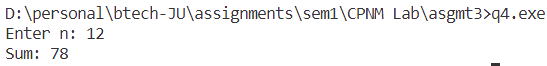 D:\personal\btech-JU\assignments\sem1\CPNM Lab\asgmt3>q4.exe
Enter n: 12
Sum: 78